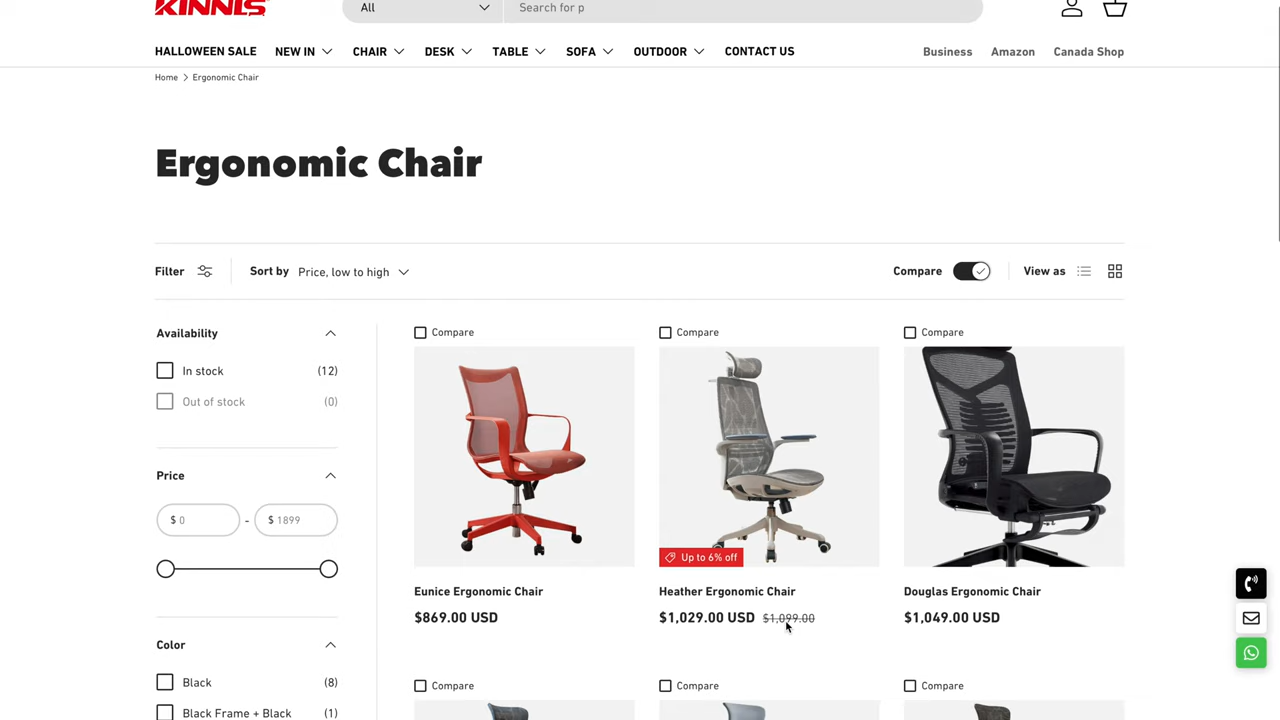 KINNLS
All
Search for p
HALLOWEEN SALE NEW IN CHAIR DESK TABLE SOFA OUTDOOR CONTACT US Business Amazon Canada Shop
Home Ergonomic Chair
Ergonomic Chair
Filter Sort by Price, low to high Compare View as
Availability
In stock (12)
Out of stock (0)
Price
$ 0 - $ 1899
Color
Black (8)
Black Frame + Black (1)
Compare Compare Compare
Up to 6% off
Eunice Ergonomic Chair Heather Ergonomic Chair Douglas Ergonomic Chair
$869.00 USD $1,029.00 USD $1,099.00 $1,049.00 USD
Compare Compare Compare